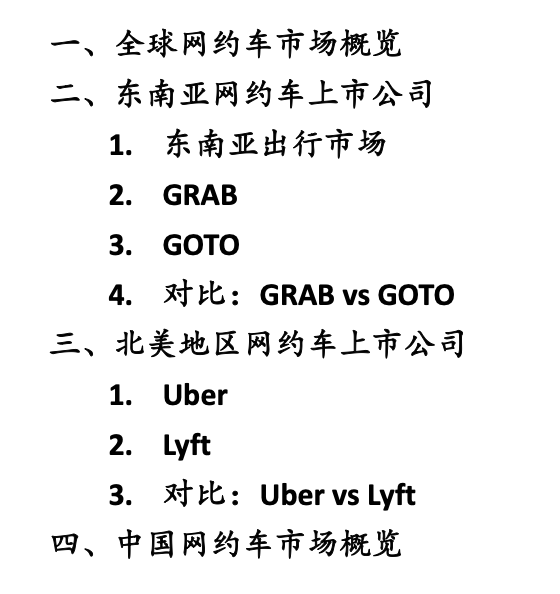 一、全球网约车市场概览
二、东南亚网约车上市公司
1. 东南亚出行市场
2. GRAB
3. GOTO
4. 对比：GRAB vs GOTO
三、北美地区网约车上市公司
1. Uber
2. Lyft
3. 对比：Uber vs Lyft
四、中国网约车市场概览